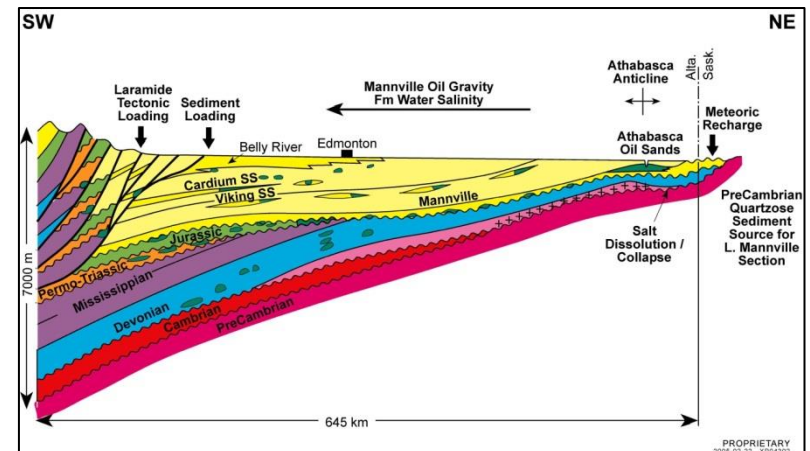 SW
NE
Laramide
Tectonic
Loading
Sediment
Loading
Mannville Oil Gravity
Fm Water Salinity
Athabasca
Anticline
Alta.
Sask.
Meteoric
Recharge
Belly River
Edmonton
Athabasca
Oil Sands
Cardium SS
Viking SS
Mannville
Jurassic
Permo-Triassic
Mississippian
Devonian
Cambrian
PreCambrian
Salt
Dissolution /
Collapse
PreCambrian
Quartzose
Sediment
Source for
L. Mannville
Section
7000 m
645 km
PROPRIETARY